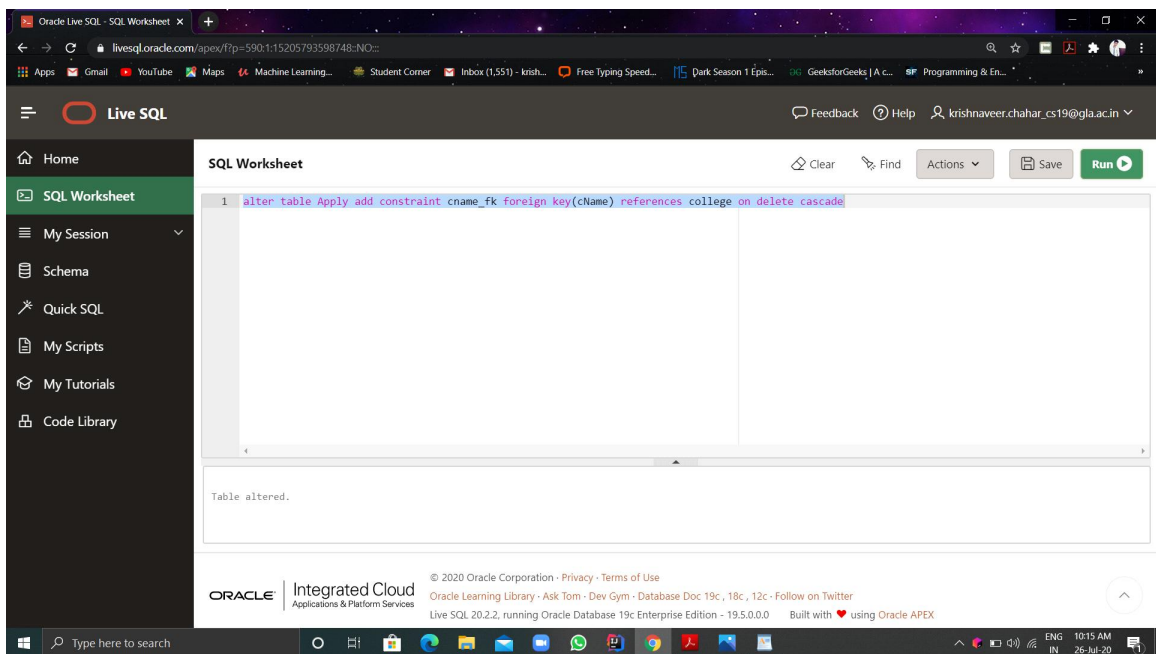 Oracle Live SQL - SQL Worksheet
livesql.oracle.com/apex/f?p=590:1:15205793598748::NO:::
Apps Gmail YouTube Maps Machine Learning... Student Corner Inbox (1,551) - krish... Free Typing Speed... Dark Season 1 Epis... GeeksforGeeks | A c... SF Programming & En... »
Live SQL Feedback Help krishnaveer.chahar_cs19@gla.ac.in
Home
SQL Worksheet
My Session
Schema
Quick SQL
My Scripts
My Tutorials
Code Library
SQL Worksheet Clear Find Actions Save Run
1 alter table Apply add constraint cname_fk foreign key(cName) references college on delete cascade
Table altered.
ORACLE Integrated Cloud
Applications & Platform Services
© 2020 Oracle Corporation · Privacy · Terms of Use
Oracle Learning Library · Ask Tom · Dev Gym · Database Doc 19c , 18c , 12c · Follow on Twitter
Live SQL 20.2.2, running Oracle Database 19c Enterprise Edition - 19.5.0.0.0 Built with ❤ using Oracle APEX
Type here to search
ENG
IN
10:15 AM
26-Jul-20